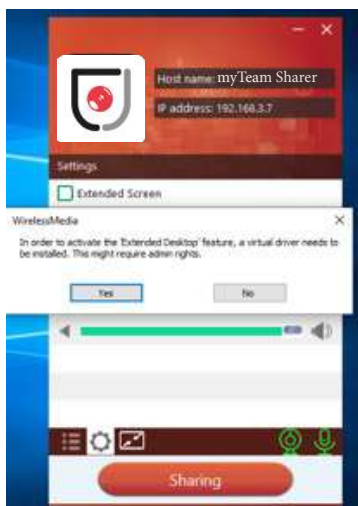 Host name: myTeam Sharer
IP address: 192.168.3.7
Settings
Extended Screen
WirelessMedia
In order to activate the 'Extended Desktop' feature, a virtual driver needs to
be installed. This might require admin rights.
Yes
No
Sharing